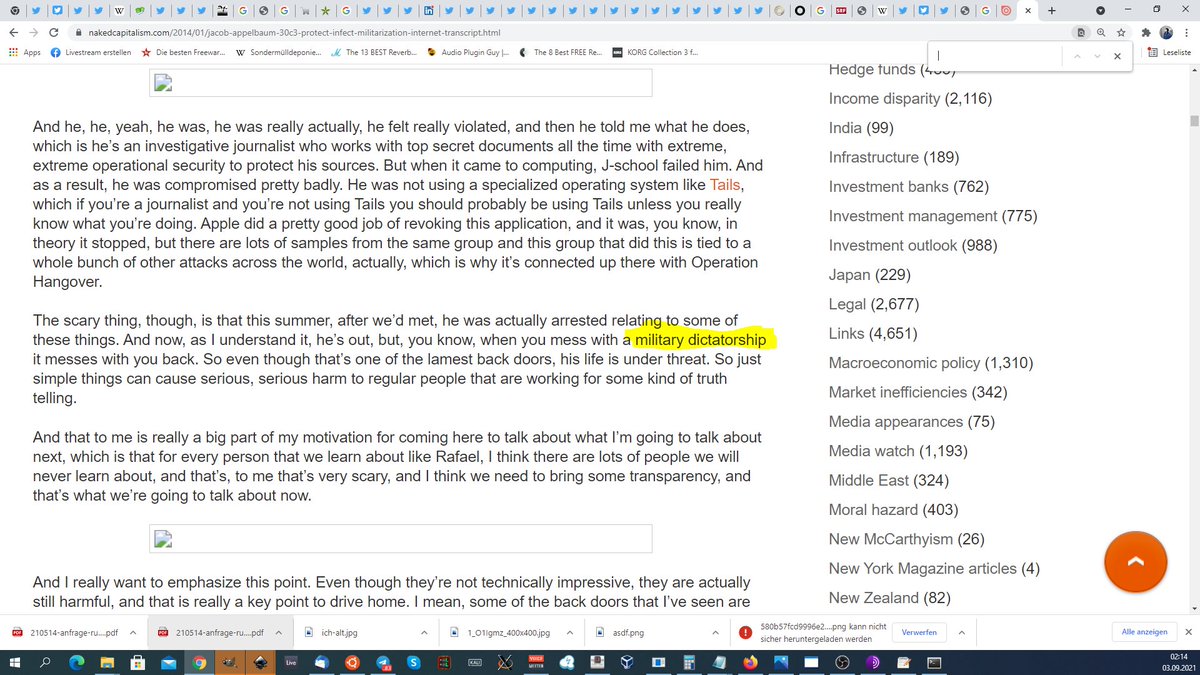 nakedcapitalism.com/2014/01/jacob-appelbaum-30c3-protect-infect-militarization-internet-transcript.html
Apps
Livestream erstellen
Die besten Freewar...
Sondermülldeponie...
The 13 BEST Reverb...
Audio Plugin Guy |...
The 8 Best FREE Re...
KORG Collection 3 f...
Leseliste
And he, he, yeah, he was, he was really actually, he felt really violated, and then he told me what he does,
which is he's an investigative journalist who works with top secret documents all the time with extreme,
extreme operational security to protect his sources. But when it came to computing, J-school failed him. And
as a result, he was compromised pretty badly. He was not using a specialized operating system like Tails,
which if you're a journalist and you're not using Tails you should probably be using Tails unless you really
know what you're doing. Apple did a pretty good job of revoking this application, and it was, you know, in
theory it stopped, but there are lots of samples from the same group and this group that did this is tied to a
whole bunch of other attacks across the world, actually, which is why it's connected up there with Operation
Hangover.
The scary thing, though, is that this summer, after we'd met, he was actually arrested relating to some of
these things. And now, as I understand it, he's out, but, you know, when you mess with a military dictatorship
it messes with you back. So even though that's one of the lamest back doors, his life is under threat. So just
simple things can cause serious, serious harm to regular people that are working for some kind of truth
telling.
And that to me is really a big part of my motivation for coming here to talk about what I'm going to talk about
next, which is that for every person that we learn about like Rafael, I think there are lots of people we will
never learn about, and that's, to me that's very scary, and I think we need to bring some transparency, and
that's what we're going to talk about now.
And I really want to emphasize this point. Even though they're not technically impressive, they are actually
still harmful, and that is really a key point to drive home. I mean, some of the back doors that I've seen are
Hedge funds
Income disparity (2,116)
India (99)
Infrastructure (189)
Investment banks (762)
Investment management (775)
Investment outlook (988)
Japan (229)
Legal (2,677)
Links (4,651)
Macroeconomic policy (1,310)
Market inefficiencies (342)
Media appearances (75)
Media watch (1,193)
Middle East (324)
Moral hazard (403)
New McCarthyism (26)
New York Magazine articles (4)
New Zealand (82)
210514-anfrage-ru....pdf
210514-anfrage-ru....pdf
ich-alt.jpg
1_O1Igmz_400x400.jpg
asdf.png
580b57fcd9996e2....png kann nicht
sicher heruntergeladen werden
Verwerfen
Alle anzeigen
02:14
03.09.2021